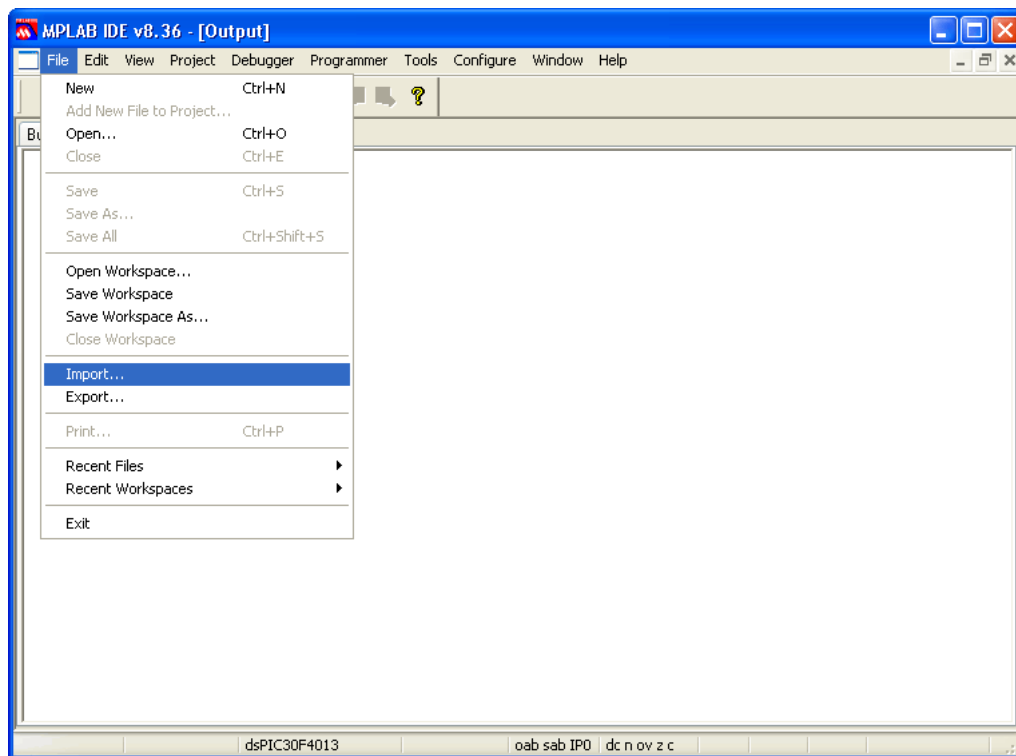 MPLAB IDE v8.36 - [Output]
File Edit View Project Debugger Programmer Tools Configure Window Help
New Ctrl+N
Add New File to Project...
Open... Ctrl+O
Close Ctrl+E
Save Ctrl+S
Save As...
Save All Ctrl+Shift+S
Open Workspace...
Save Workspace
Save Workspace As...
Close Workspace
Import...
Export...
Print... Ctrl+P
Recent Files
Recent Workspaces
Exit
dsPIC30F4013 oab sab IP0 dc n ov z c